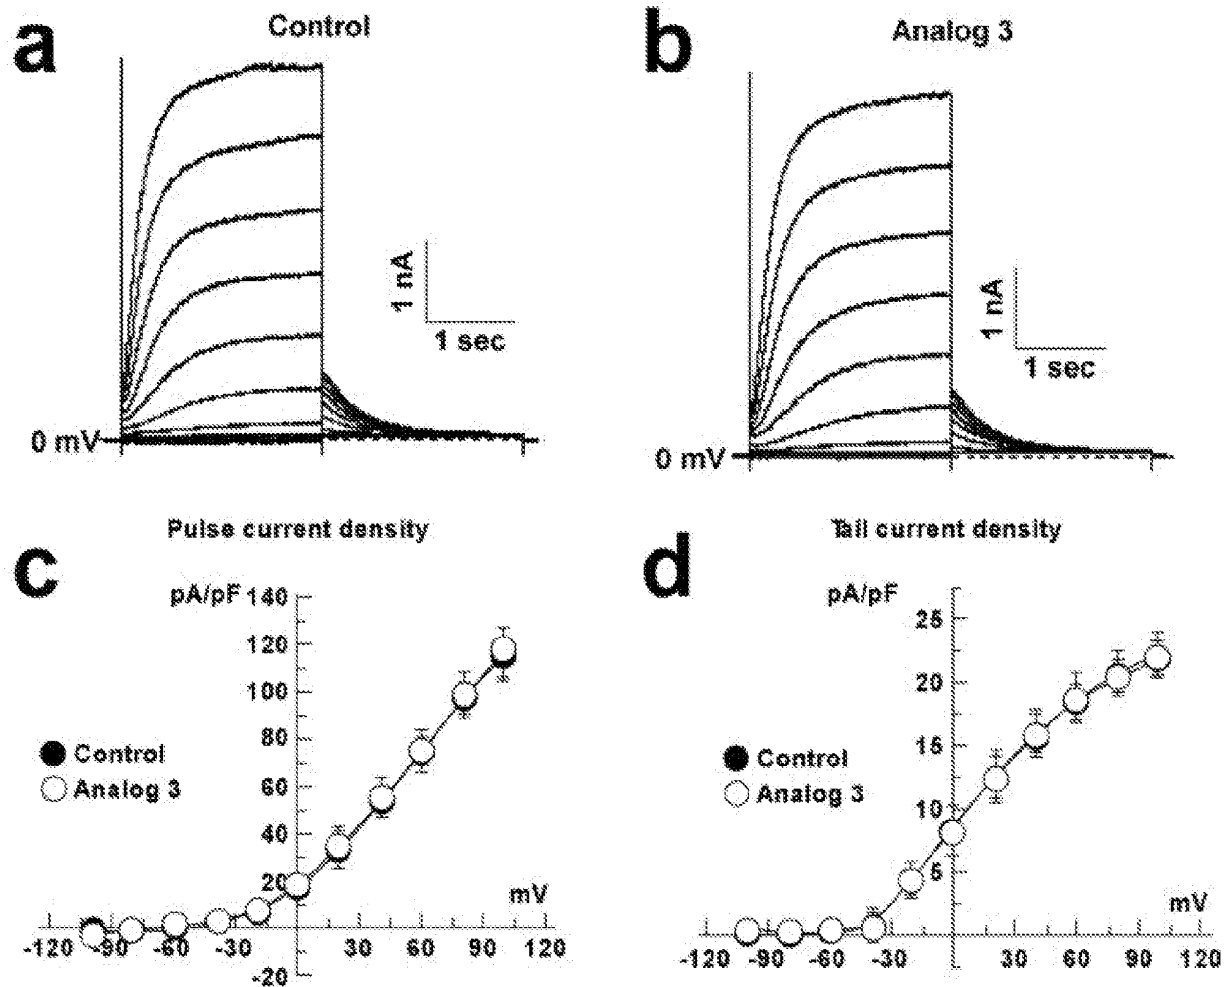 a
Control
b
Analog 3
1 nA
1 sec
0 mV
1 nA
1 sec
0 mV
Pulse current density
c
pA/pF
140
120
100
80
60
40
20
-20
Control
Analog 3
mV
-120 -90 -60 -30 30 60 90 120
Tail current density
d
pA/pF
25
20
15
10
5
Control
Analog 3
mV
-120 -90 -60 -30 30 60 90 120